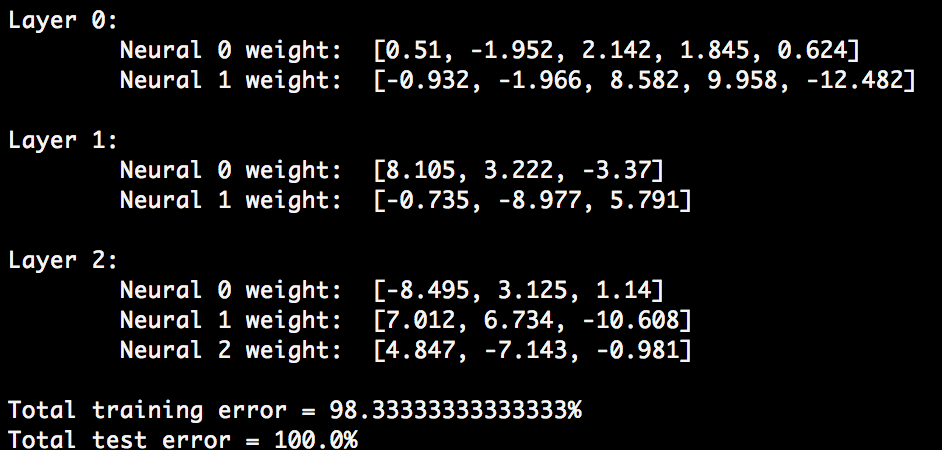 Layer 0:
Neural 0 weight: [0.51, -1.952, 2.142, 1.845, 0.624]
Neural 1 weight: [-0.932, -1.966, 8.582, 9.958, -12.482]
Layer 1:
Neural 0 weight: [8.105, 3.222, -3.37]
Neural 1 weight: [-0.735, -8.977, 5.791]
Layer 2:
Neural 0 weight: [-8.495, 3.125, 1.14]
Neural 1 weight: [7.012, 6.734, -10.608]
Neural 2 weight: [4.847, -7.143, -0.981]
Total training error = 98.33333333333333%
Total test error = 100.0%